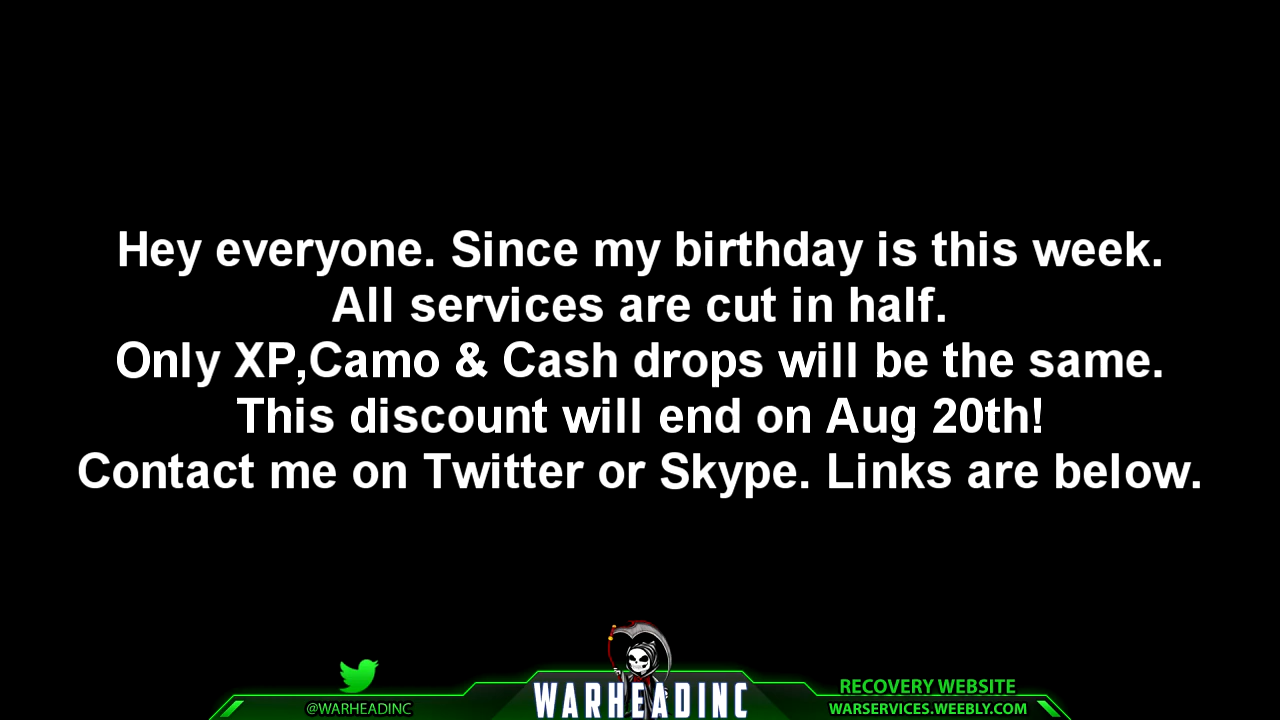 Hey everyone. Since my birthday is this week.
All services are cut in half.
Only XP,Camo & Cash drops will be the same.
This discount will end on Aug 20th!
Contact me on Twitter or Skype. Links are below.
@WARHEADINC
WARHEADINC
RECOVERY WEBSITE
WARSERVICES.WEEBLY.COM